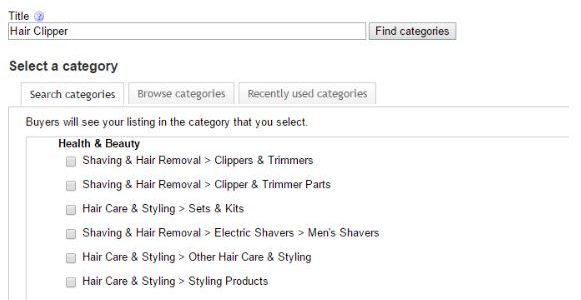 Title ?
Hair Clipper Find categories
Select a category
Search categories Browse categories Recently used categories
Buyers will see your listing in the category that you select.
Health & Beauty
Shaving & Hair Removal > Clippers & Trimmers
Shaving & Hair Removal > Clipper & Trimmer Parts
Hair Care & Styling > Sets & Kits
Shaving & Hair Removal > Electric Shavers > Men's Shavers
Hair Care & Styling > Other Hair Care & Styling
Hair Care & Styling > Styling Products